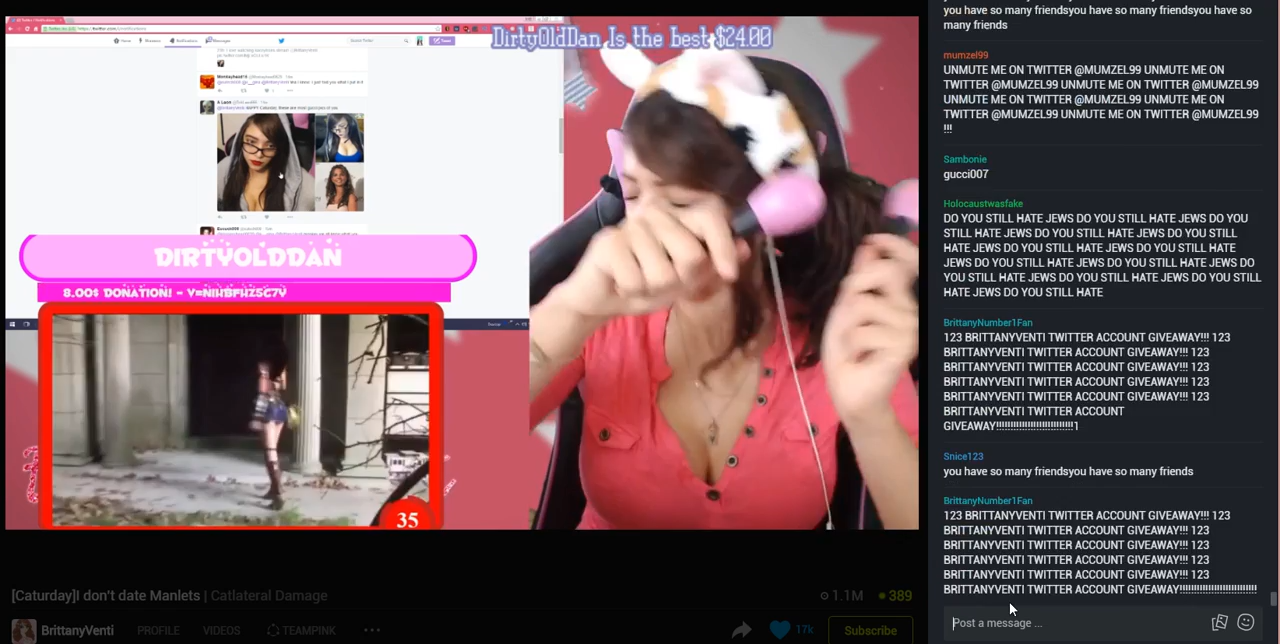 DirtyOldDan Is the best $24.00
DIRTYOLDDAN
8.00$ DONATION! - V=NIHBFHZ5C7Y
35
[Caturday]I don't date Manlets | Catlateral Damage
1.1M 389
BrittanyVenti PROFILE VIDEOS TEAMPINK
17k Subscribe
you have so many friendsyou have so many friendsyou have so
many friends
mumzel99
UNMUTE ME ON TWITTER @MUMZEL99 UNMUTE ME ON
TWITTER @MUMZEL99 UNMUTE ME ON TWITTER @MUMZEL99
UNMUTE ME ON TWITTER @MUMZEL99 UNMUTE ME ON
TWITTER @MUMZEL99 UNMUTE ME ON TWITTER @MUMZEL99
!!!
Sambonie
gucci007
Holocaustwasfake
DO YOU STILL HATE JEWS DO YOU STILL HATE JEWS DO YOU
STILL HATE JEWS DO YOU STILL HATE JEWS DO YOU STILL
HATE JEWS DO YOU STILL HATE JEWS DO YOU STILL HATE
JEWS DO YOU STILL HATE JEWS DO YOU STILL HATE JEWS DO
YOU STILL HATE JEWS DO YOU STILL HATE JEWS DO YOU STILL
HATE JEWS DO YOU STILL HATE
BrittanyNumber1Fan
123 BRITTANYVENTI TWITTER ACCOUNT GIVEAWAY!!! 123
BRITTANYVENTI TWITTER ACCOUNT GIVEAWAY!!! 123
BRITTANYVENTI TWITTER ACCOUNT GIVEAWAY!!! 123
BRITTANYVENTI TWITTER ACCOUNT GIVEAWAY!!! 123
BRITTANYVENTI TWITTER ACCOUNT GIVEAWAY!!! 123
BRITTANYVENTI TWITTER ACCOUNT
GIVEAWAY!!!!!!!!!!!!!!!!!!!!!!!!!!!!1
Snice123
you have so many friendsyou have so many friends
BrittanyNumber1Fan
123 BRITTANYVENTI TWITTER ACCOUNT GIVEAWAY!!! 123
BRITTANYVENTI TWITTER ACCOUNT GIVEAWAY!!! 123
BRITTANYVENTI TWITTER ACCOUNT GIVEAWAY!!! 123
BRITTANYVENTI TWITTER ACCOUNT GIVEAWAY!!! 123
BRITTANYVENTI TWITTER ACCOUNT GIVEAWAY!!! 123
BRITTANYVENTI TWITTER ACCOUNT GIVEAWAY!!!!!!!!!!!!!!!!!!!!!!!!!!!!
Post a message ...